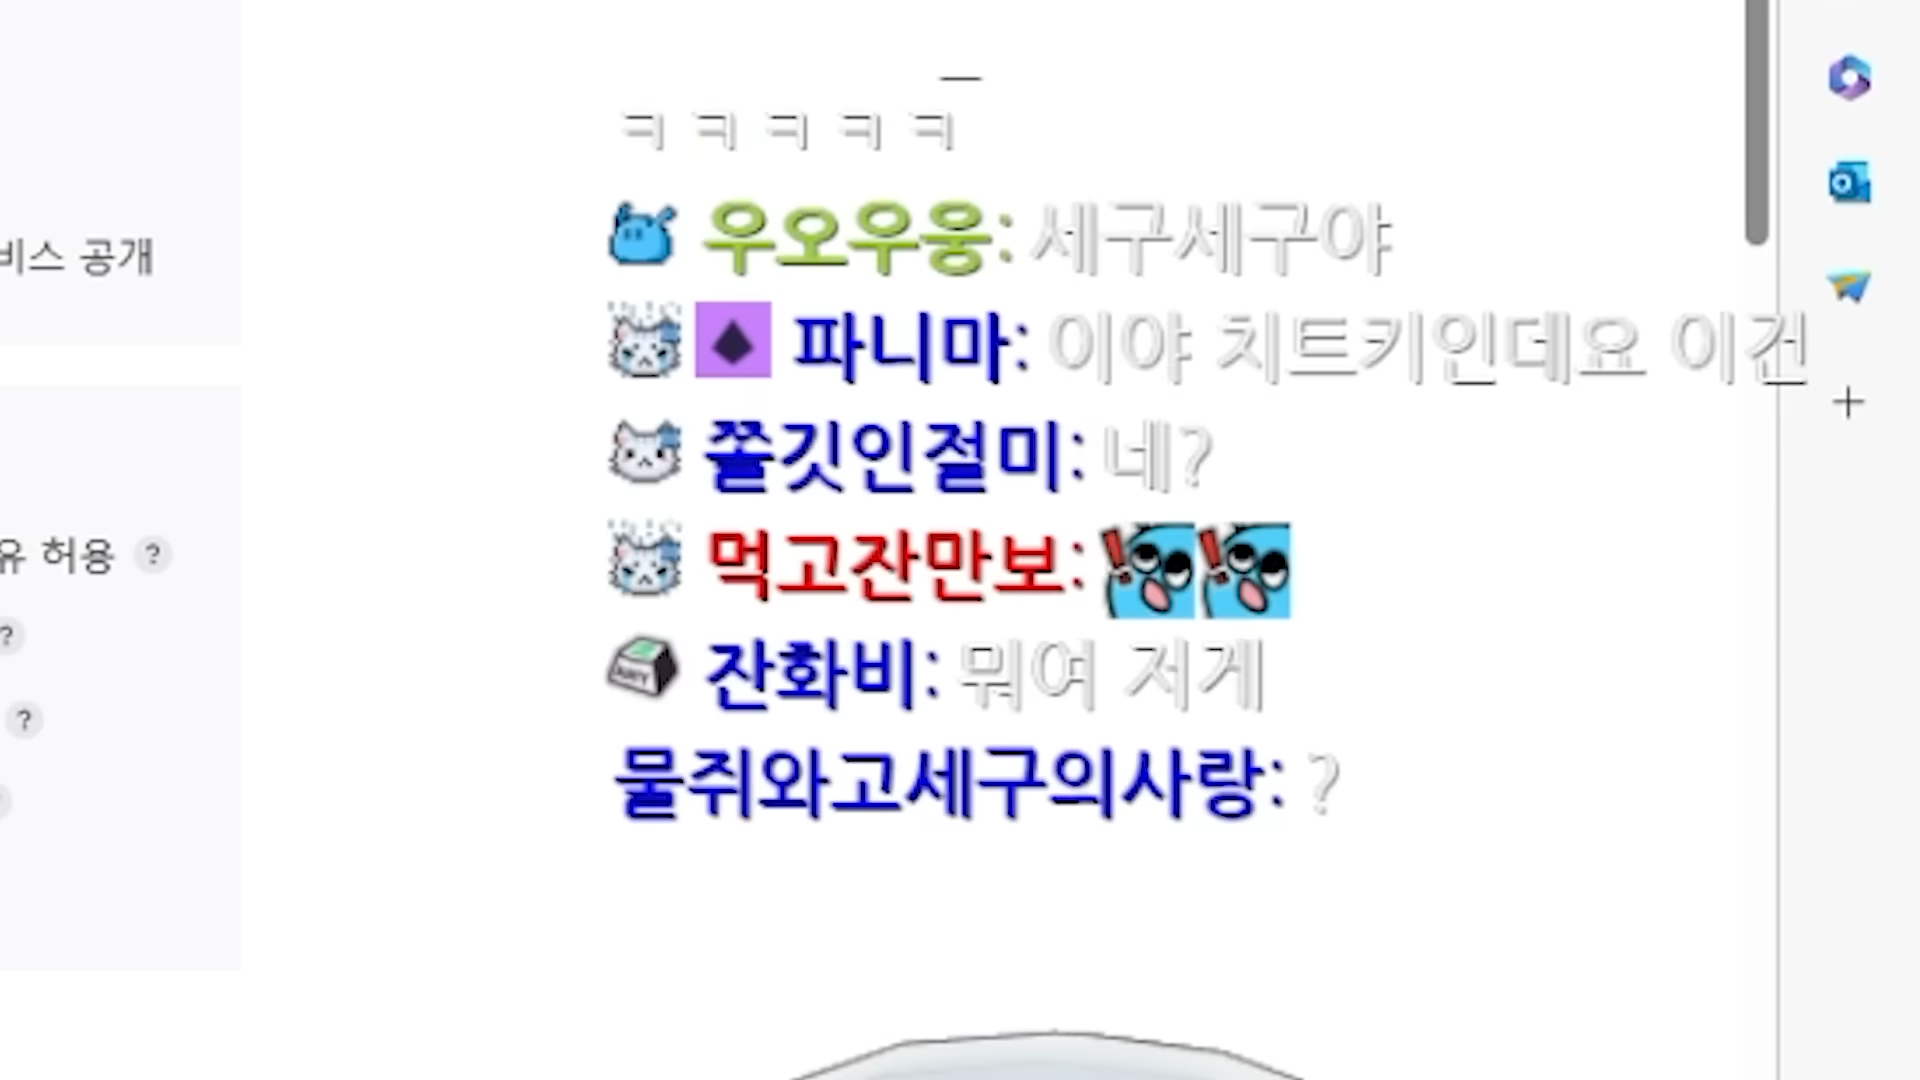 ㅋㅋㅋㅋㅋ
우오우웅: 세구세구야
비스 공개
파니마: 이야 치트키인데요 이건
쫄깃인절미: 네?
유 허용 ?
먹고잔만보:
?
잔화비: 뭐여 저게
?
물쥐와고세구의사랑: ?